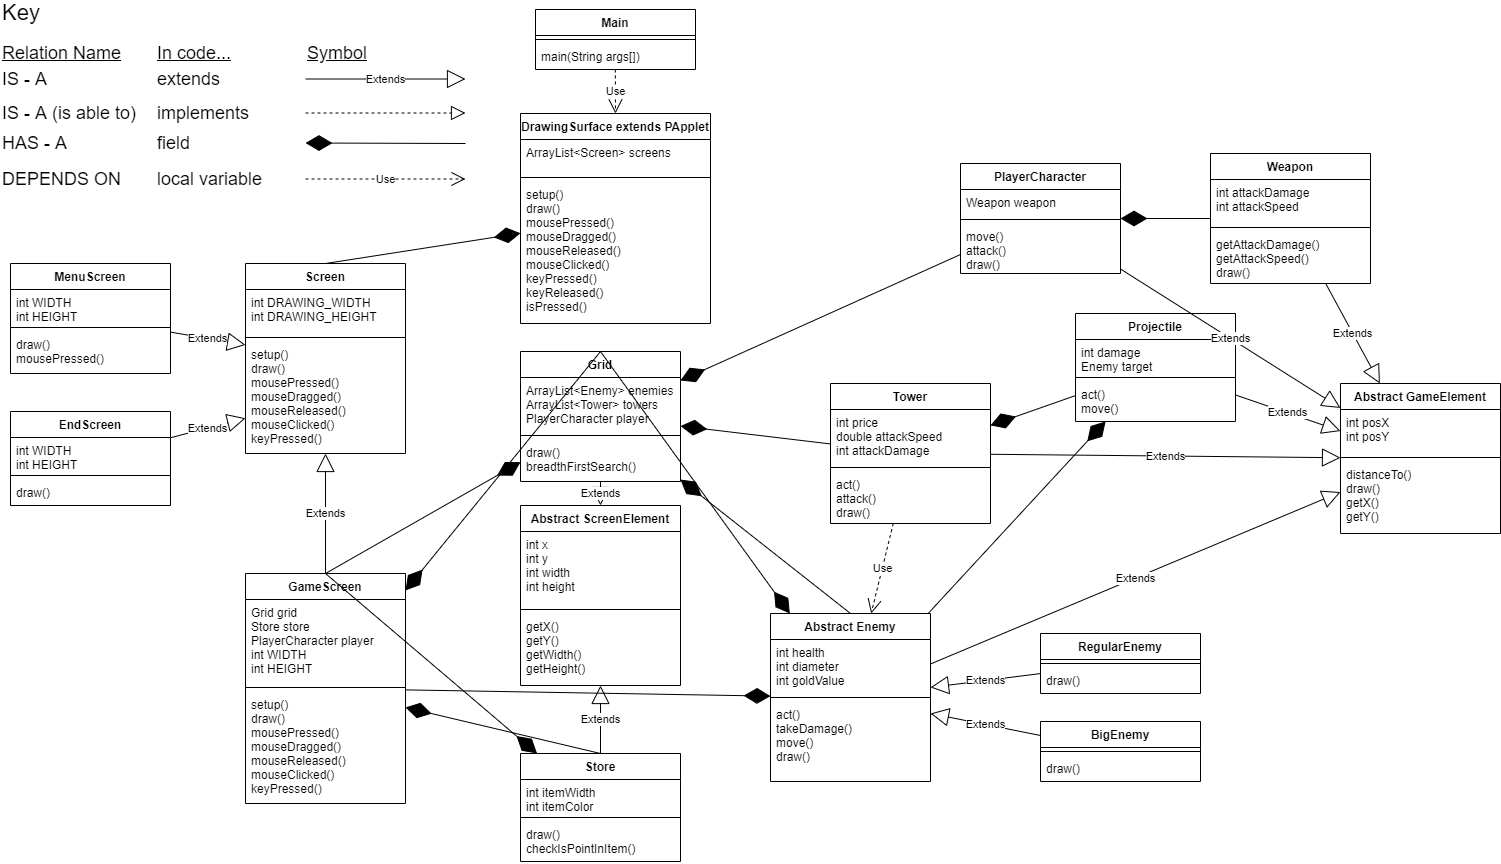 Key
Relation Name In code... Symbol
IS - A extends Extends
IS - A (is able to) implements
HAS - A field
DEPENDS ON local variable Use
Main
main(String args[])
Use
DrawingSurface extends PApplet
ArrayList<Screen> screens
setup()
draw()
mousePressed()
mouseDragged()
mouseReleased()
mouseClicked()
keyPressed()
keyReleased()
isPressed()
MenuScreen
int WIDTH
int HEIGHT
draw()
mousePressed()
Extends
EndScreen
int WIDTH
int HEIGHT
draw()
Extends
Screen
int DRAWING_WIDTH
int DRAWING_HEIGHT
setup()
draw()
mousePressed()
mouseDragged()
mouseReleased()
mouseClicked()
keyPressed()
Extends
GameScreen
Grid grid
Store store
PlayerCharacter player
int WIDTH
int HEIGHT
setup()
draw()
mousePressed()
mouseDragged()
mouseReleased()
mouseClicked()
keyPressed()
Grid
ArrayList<Enemy> enemies
ArrayList<Tower> towers
PlayerCharacter player
draw()
breadthFirstSearch()
Extends
Abstract ScreenElement
int x
int y
int width
int height
getX()
getY()
getWidth()
getHeight()
Extends
Store
int itemWidth
int itemColor
draw()
checkIsPointInItem()
PlayerCharacter
Weapon weapon
move()
attack()
draw()
Extends
Weapon
int attackDamage
int attackSpeed
getAttackDamage()
getAttackSpeed()
draw()
Extends
Projectile
int damage
Enemy target
act()
move()
Extends
Tower
int price
double attackSpeed
int attackDamage
act()
attack()
draw()
Extends
Use
Abstract GameElement
int posX
int posY
distanceTo()
draw()
getX()
getY()
Extends
Abstract Enemy
int health
int diameter
int goldValue
act()
takeDamage()
move()
draw()
Extends
RegularEnemy
draw()
Extends
BigEnemy
draw()